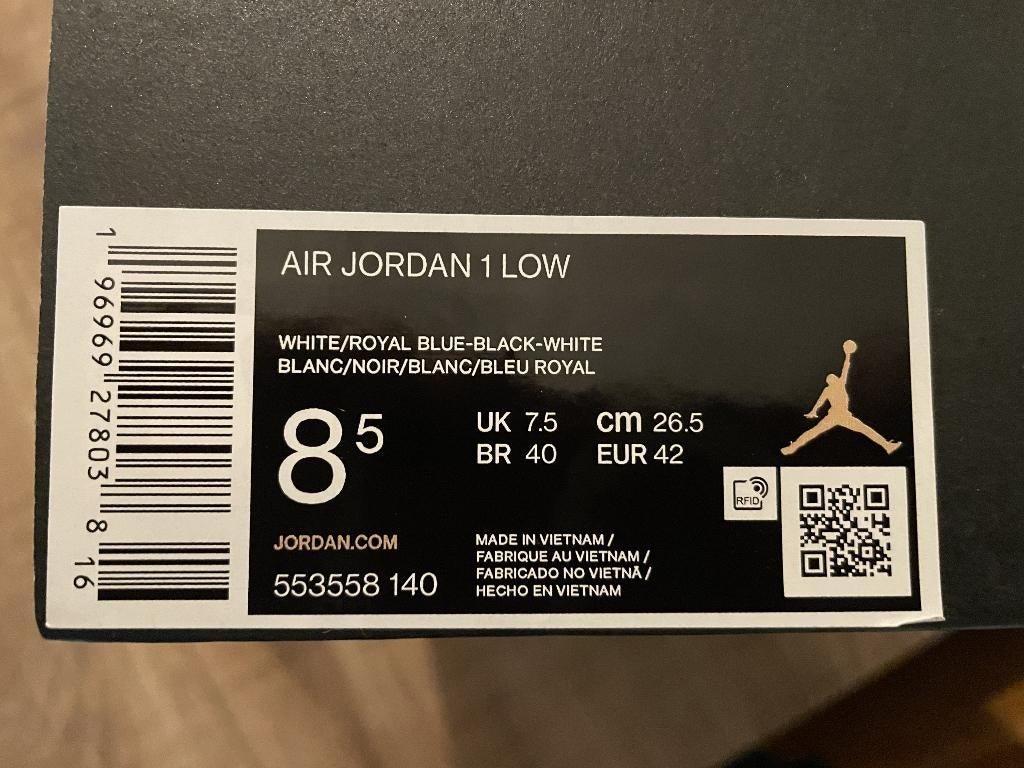 AIR JORDAN 1 LOW
WHITE/ROYAL BLUE-BLACK-WHITE
BLANC/NOIR/BLANC/BLEU ROYAL
8 5
UK 7.5 cm 26.5
BR 40 EUR 42
RFID
JORDAN.COM
553558 140
MADE IN VIETNAM /
FABRIQUE AU VIETNAM /
FABRICADO NO VIETNÃ /
HECHO EN VIETNAM
1 96969 27803 8 16